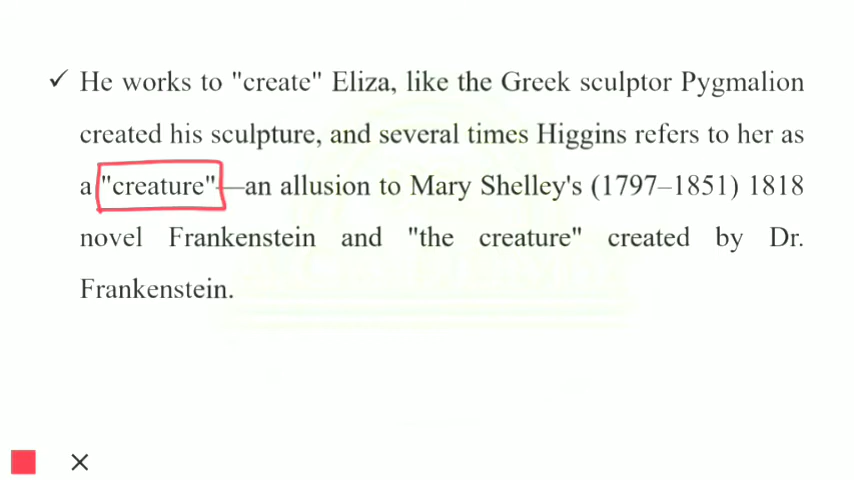 ✓ He works to "create" Eliza, like the Greek sculptor Pygmalion
created his sculpture, and several times Higgins refers to her as
a "creature"—an allusion to Mary Shelley's (1797–1851) 1818
novel Frankenstein and "the creature" created by Dr.
Frankenstein.